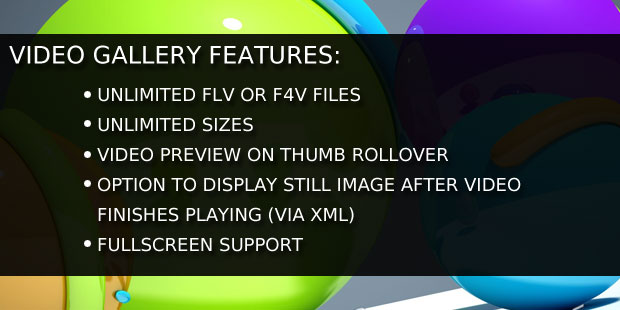 VIDEO GALLERY FEATURES:
• UNLIMITED FLV OR F4V FILES
• UNLIMITED SIZES
• VIDEO PREVIEW ON THUMB ROLLOVER
• OPTION TO DISPLAY STILL IMAGE AFTER VIDEO
FINISHES PLAYING (VIA XML)
• FULLSCREEN SUPPORT